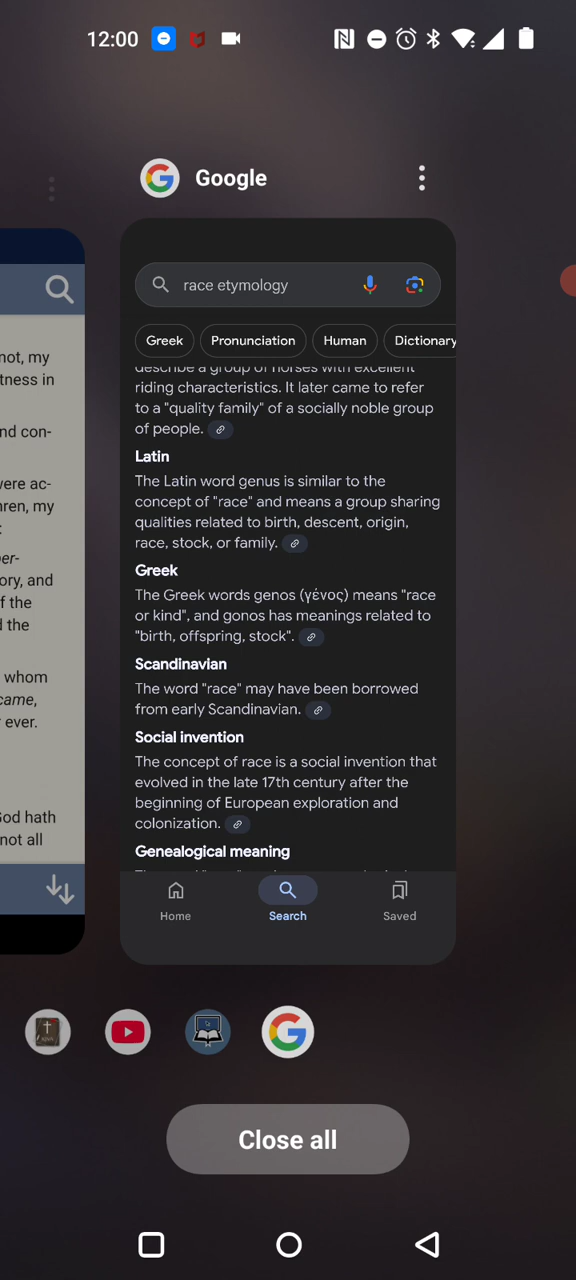 12:00
Google
race etymology
Greek
Pronunciation
Human
Dictionary
describe a group of horses with excellent
riding characteristics. It later came to refer
to a "quality family" of a socially noble group
of people.
Latin
The Latin word genus is similar to the
concept of "race" and means a group sharing
qualities related to birth, descent, origin,
race, stock, or family.
Greek
The Greek words genos (γένος) means "race
or kind", and gonos has meanings related to
"birth, offspring, stock".
Scandinavian
The word "race" may have been borrowed
from early Scandinavian.
Social invention
The concept of race is a social invention that
evolved in the late 17th century after the
beginning of European exploration and
colonization.
Genealogical meaning
Home
Search
Saved
not, my
tness in
nd con-
vere ac-
hren, my
:
per-
ory, and
f the
d the
whom
came,
ever.
God hath
not all
Close all